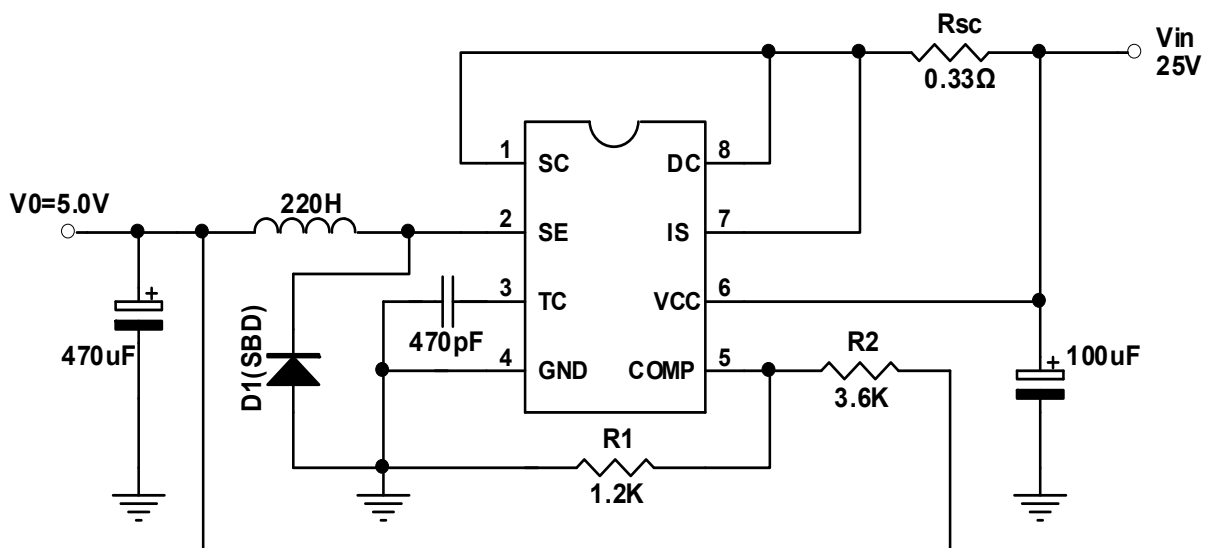 Rsc
0.33Ω
Vin
25V
1 SC DC 8
V0=5.0V
220H
2 SE IS 7
3 TC VCC 6
470pF
D1(SBD)
470uF
+
4 GND COMP 5
R2
3.6K
+
100uF
R1
1.2K